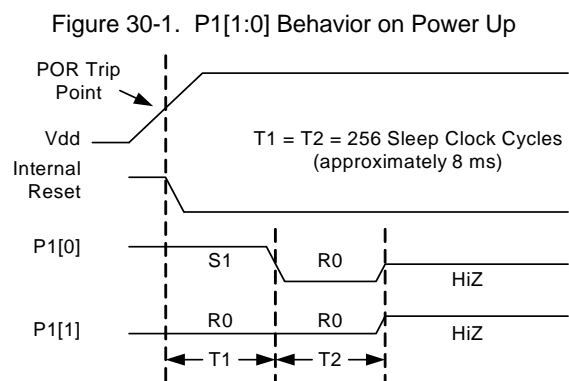 Figure 30-1. P1[1:0] Behavior on Power Up
POR Trip
Point
Vdd
T1 = T2 = 256 Sleep Clock Cycles
(approximately 8 ms)
Internal
Reset
P1[0]
S1
R0
HiZ
P1[1]
R0
R0
HiZ
T1
T2